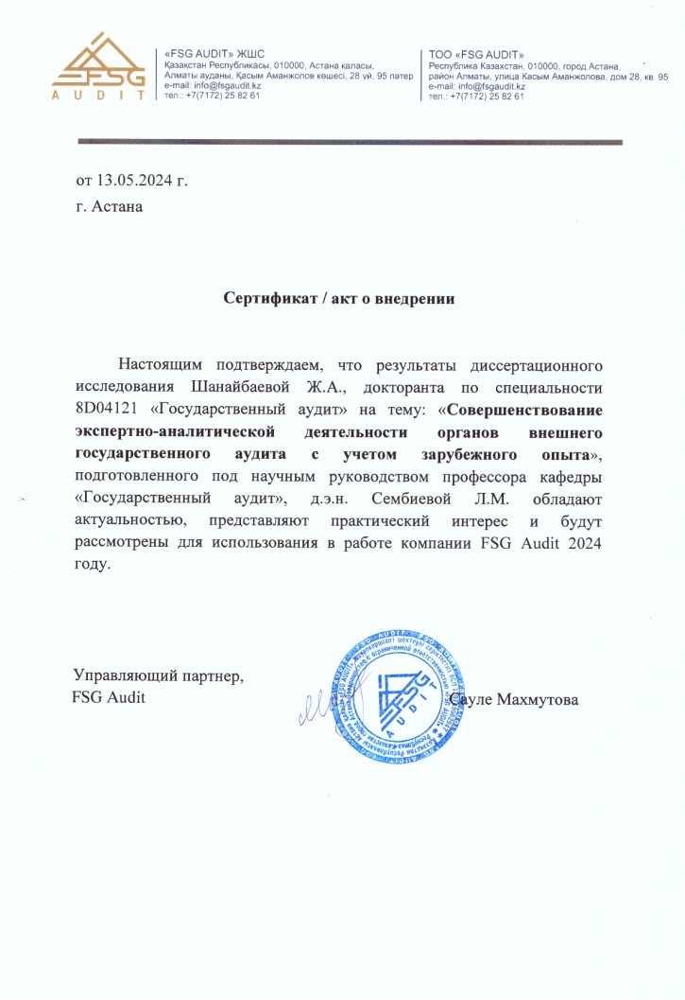 FSG
AUDIT
«FSG AUDIT» ЖШС
Қазақстан Республикасы, 010000, Астана қаласы,
Алматы ауданы, Қасым Аманжолов көшесі, 28 үй, 95 пәтер
e-mail: info@fsgaudit.kz
тел.: +7(7172) 25 82 61
ТОО «FSG AUDIT»
Республика Казахстан, 010000, город Астана,
район Алматы, улица Касым Аманжолова, дом 28, кв. 95
e-mail: info@fsgaudit.kz
тел.: +7(7172) 25 82 61
от 13.05.2024 г.
г. Астана
Сертификат / акт о внедрении
Настоящим подтверждаем, что результаты диссертационного
исследования Шанайбаевой Ж.А., докторанта по специальности
8D04121 «Государственный аудит» на тему: «Совершенствование
экспертно-аналитической деятельности органов внешнего
государственного аудита с учетом зарубежного опыта»,
подготовленного под научным руководством профессора кафедры
«Государственный аудит», д.э.н. Сембиевой Л.М. обладают
актуальностью, представляют практический интерес и будут
рассмотрены для использования в работе компании FSG Audit 2024
году.
Управляющий партнер,
FSG Audit
Сауле Махмутова
FSG
AUDIT